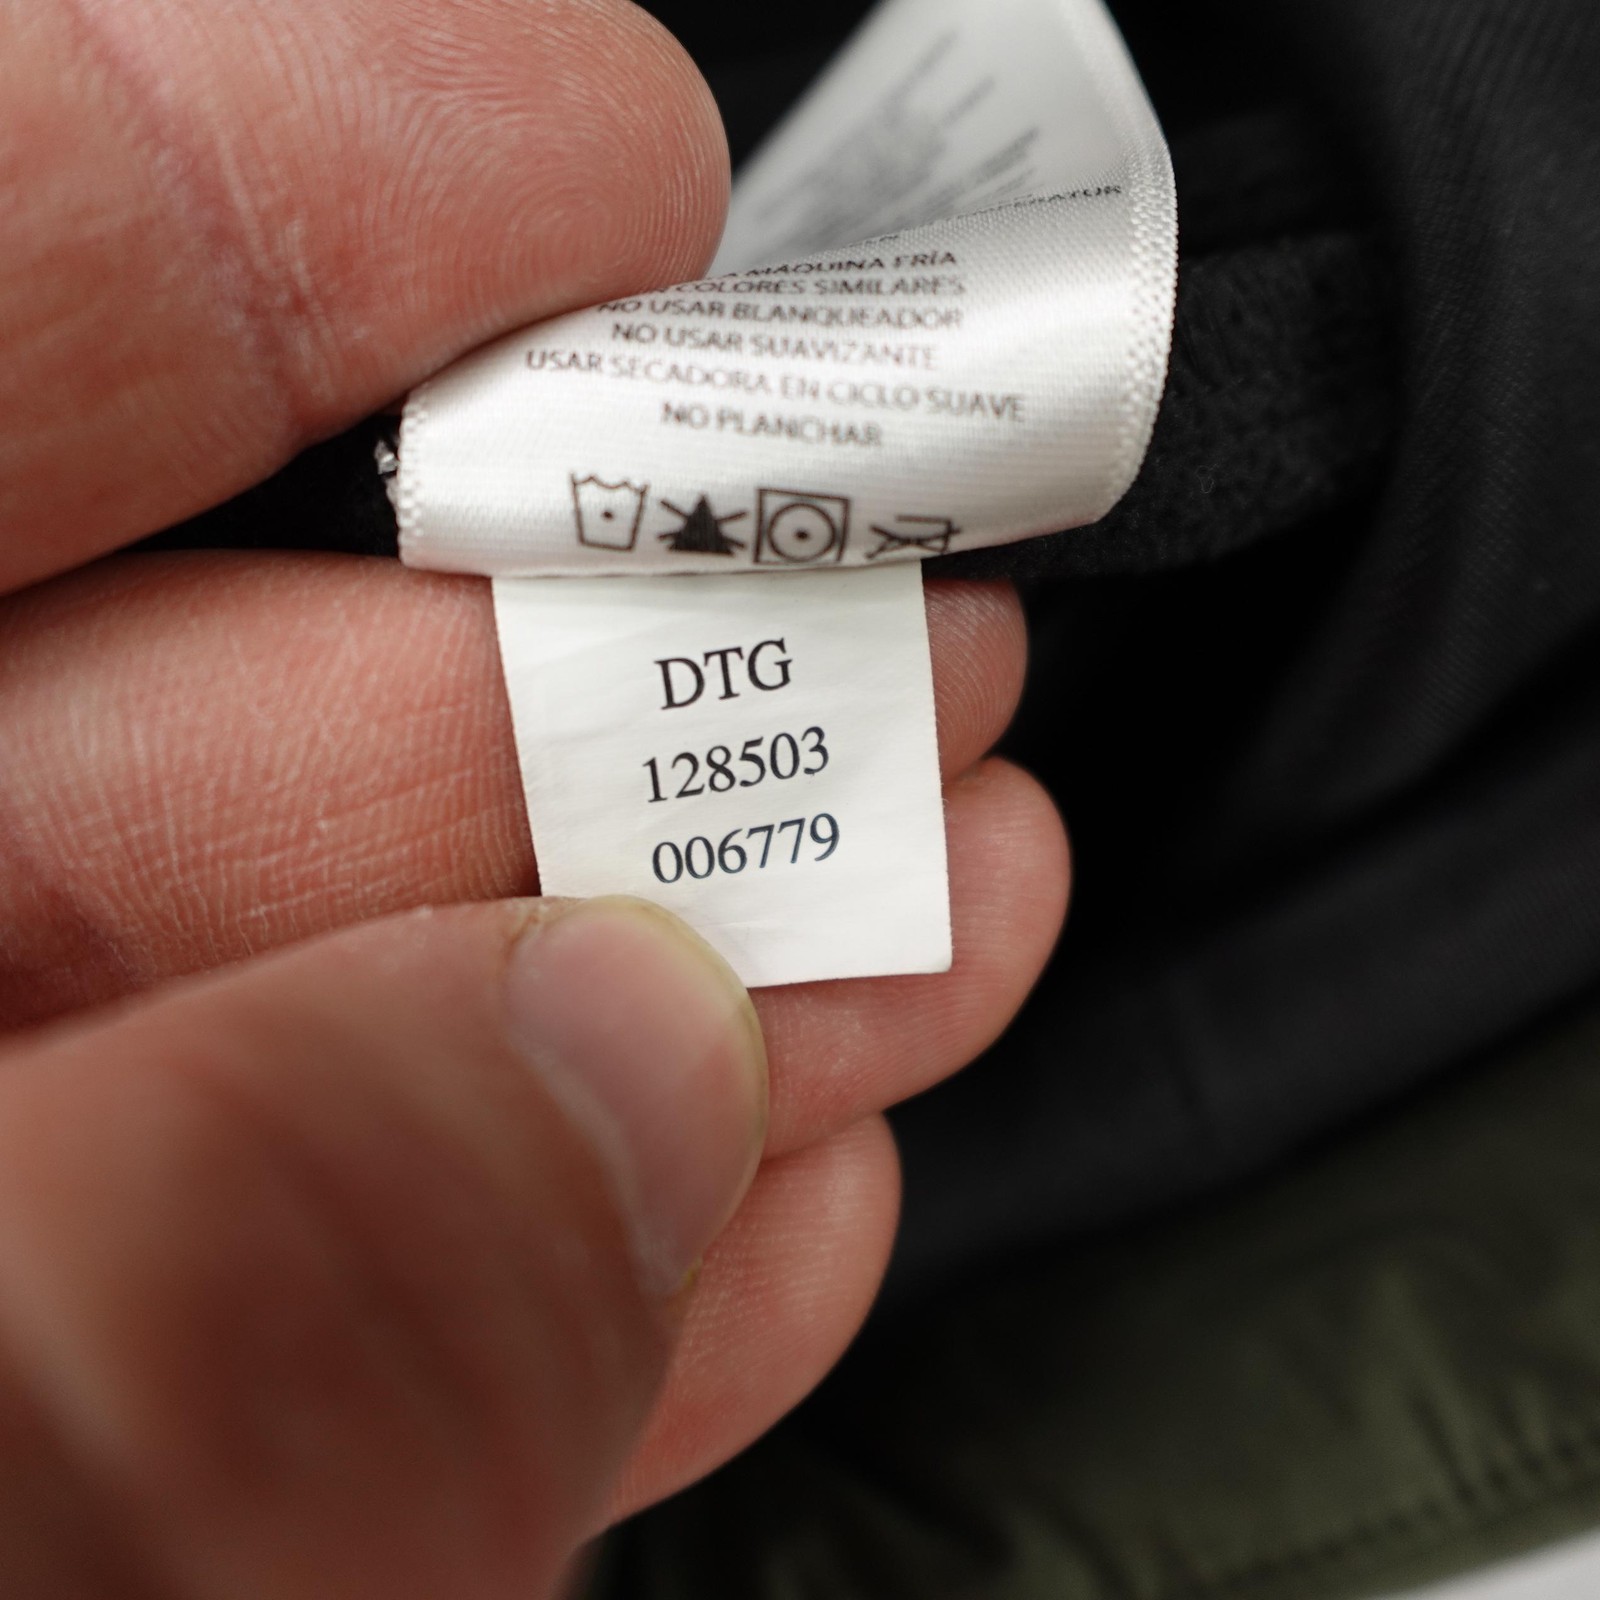 MAQUINA FRÍA
COLORES SIMILARES
NO USAR BLANQUEADOR
NO USAR SUAVIZANTE
USAR SECADORA EN CICLO SUAVE
NO PLANCHAR
DTG
128503
006779